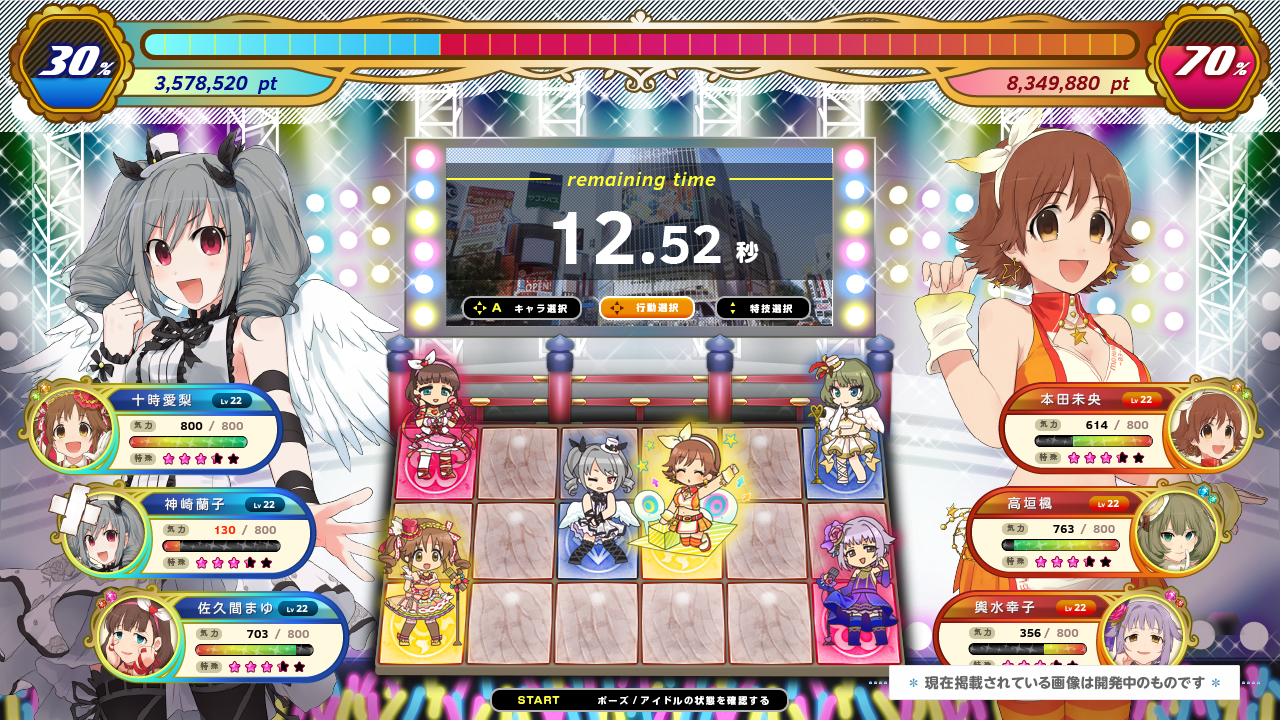 30%
70%
3,578,520 pt
8,349,880 pt
remaining time
12.52 秒
A キャラ選択
行動選択
特技選択
OPEN!
十時愛梨 Lv 22
気力 800 / 800
特殊
神崎蘭子 Lv 22
気力 130 / 800
特殊
佐久間まゆ Lv 22
気力 703 / 800
特殊
本田未央 Lv 22
気力 614 / 800
特殊
高垣楓 Lv 22
気力 763 / 800
特殊
輿水幸子 Lv 22
気力 356 / 800
特殊
START ポーズ / アイドルの状態を確認する
＊ 現在掲載されている画像は開発中のものです ＊